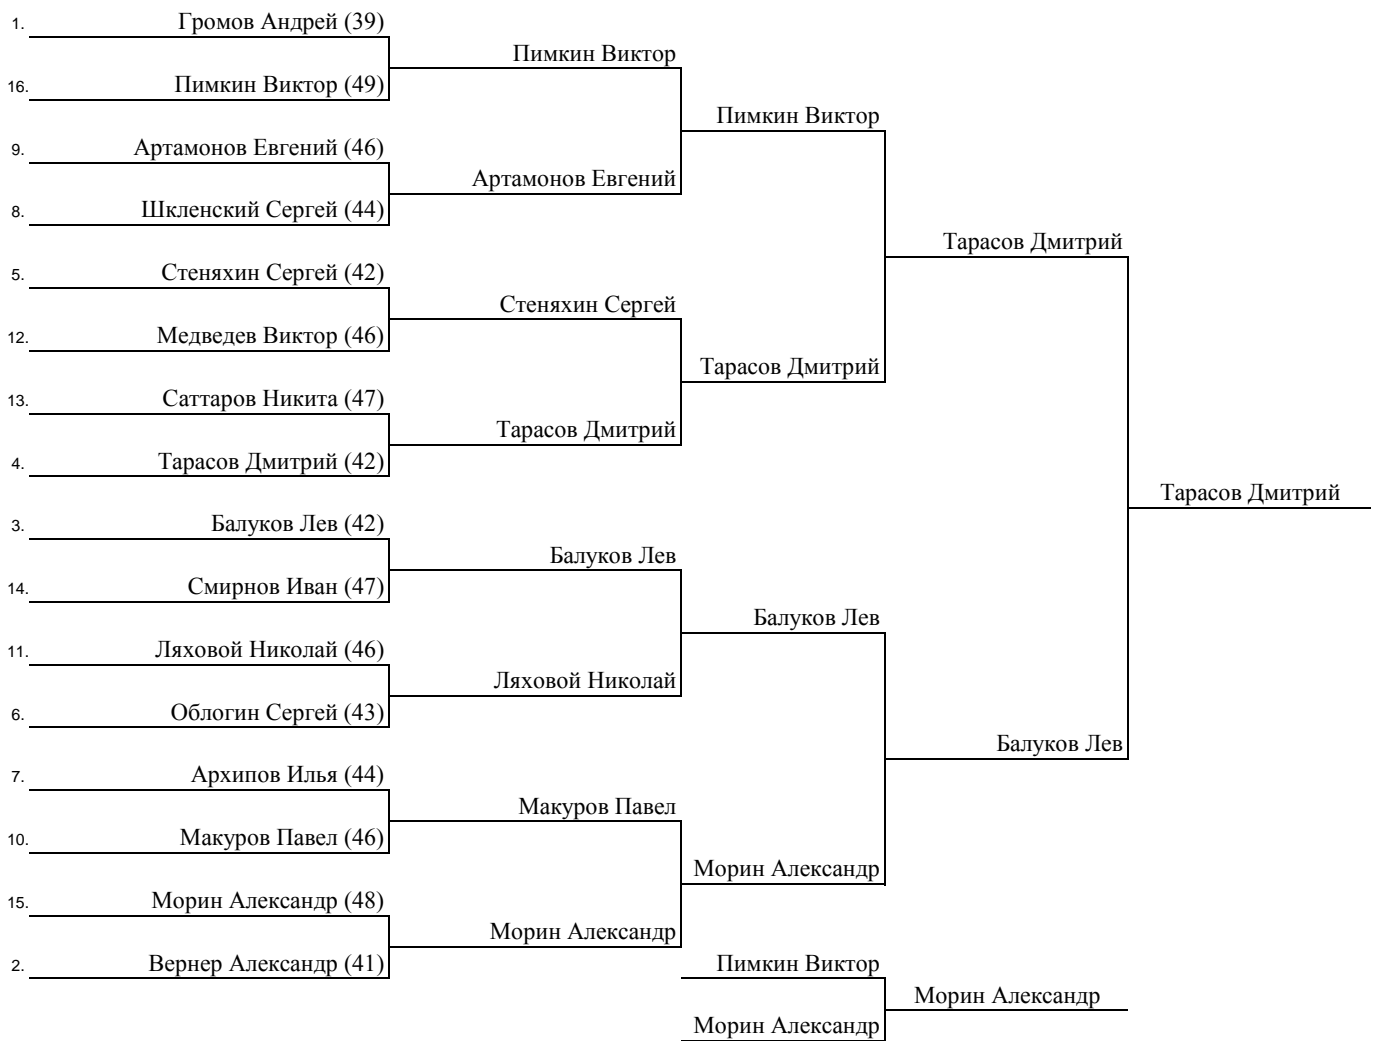 1. Громов Андрей (39)
Пимкин Виктор
16. Пимкин Виктор (49)
Пимкин Виктор
9. Артамонов Евгений (46)
Артамонов Евгений
8. Шкленский Сергей (44)
Тарасов Дмитрий
5. Стеняхин Сергей (42)
Стеняхин Сергей
12. Медведев Виктор (46)
Тарасов Дмитрий
13. Саттаров Никита (47)
Тарасов Дмитрий
4. Тарасов Дмитрий (42)
Тарасов Дмитрий
3. Балуков Лев (42)
Балуков Лев
14. Смирнов Иван (47)
Балуков Лев
11. Ляховой Николай (46)
Ляховой Николай
6. Облогин Сергей (43)
Балуков Лев
7. Архипов Илья (44)
Макуров Павел
10. Макуров Павел (46)
Морин Александр
15. Морин Александр (48)
Морин Александр
2. Вернер Александр (41)
Пимкин Виктор
Морин Александр
Морин Александр